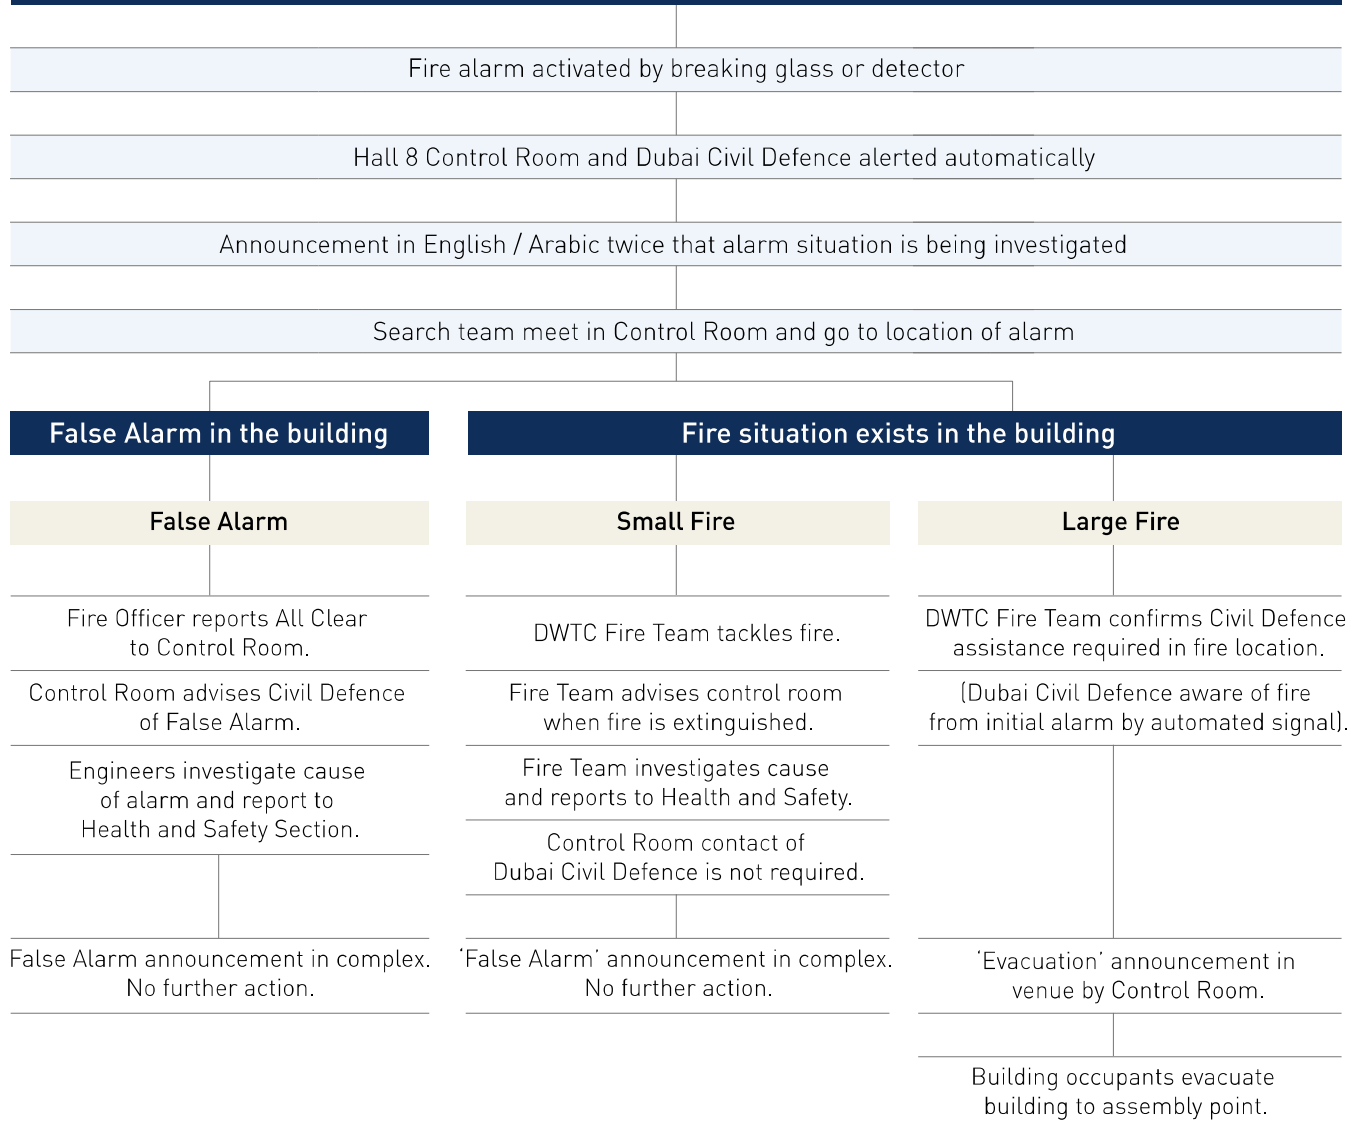 Fire alarm activated by breaking glass or detector
Hall 8 Control Room and Dubai Civil Defence alerted automatically
Announcement in English / Arabic twice that alarm situation is being investigated
Search team meet in Control Room and go to location of alarm
False Alarm in the building
Fire situation exists in the building
False Alarm
Fire Officer reports All Clear
to Control Room.
Control Room advises Civil Defence
of False Alarm.
Engineers investigate cause
of alarm and report to
Health and Safety Section.
False Alarm announcement in complex.
No further action.
Small Fire
DWTC Fire Team tackles fire.
Fire Team advises control room
when fire is extinguished.
Fire Team investigates cause
and reports to Health and Safety.
Control Room contact of
Dubai Civil Defence is not required.
‘False Alarm’ announcement in complex.
No further action.
Large Fire
DWTC Fire Team confirms Civil Defence
assistance required in fire location.
(Dubai Civil Defence aware of fire
from initial alarm by automated signal).
‘Evacuation’ announcement in
venue by Control Room.
Building occupants evacuate
building to assembly point.